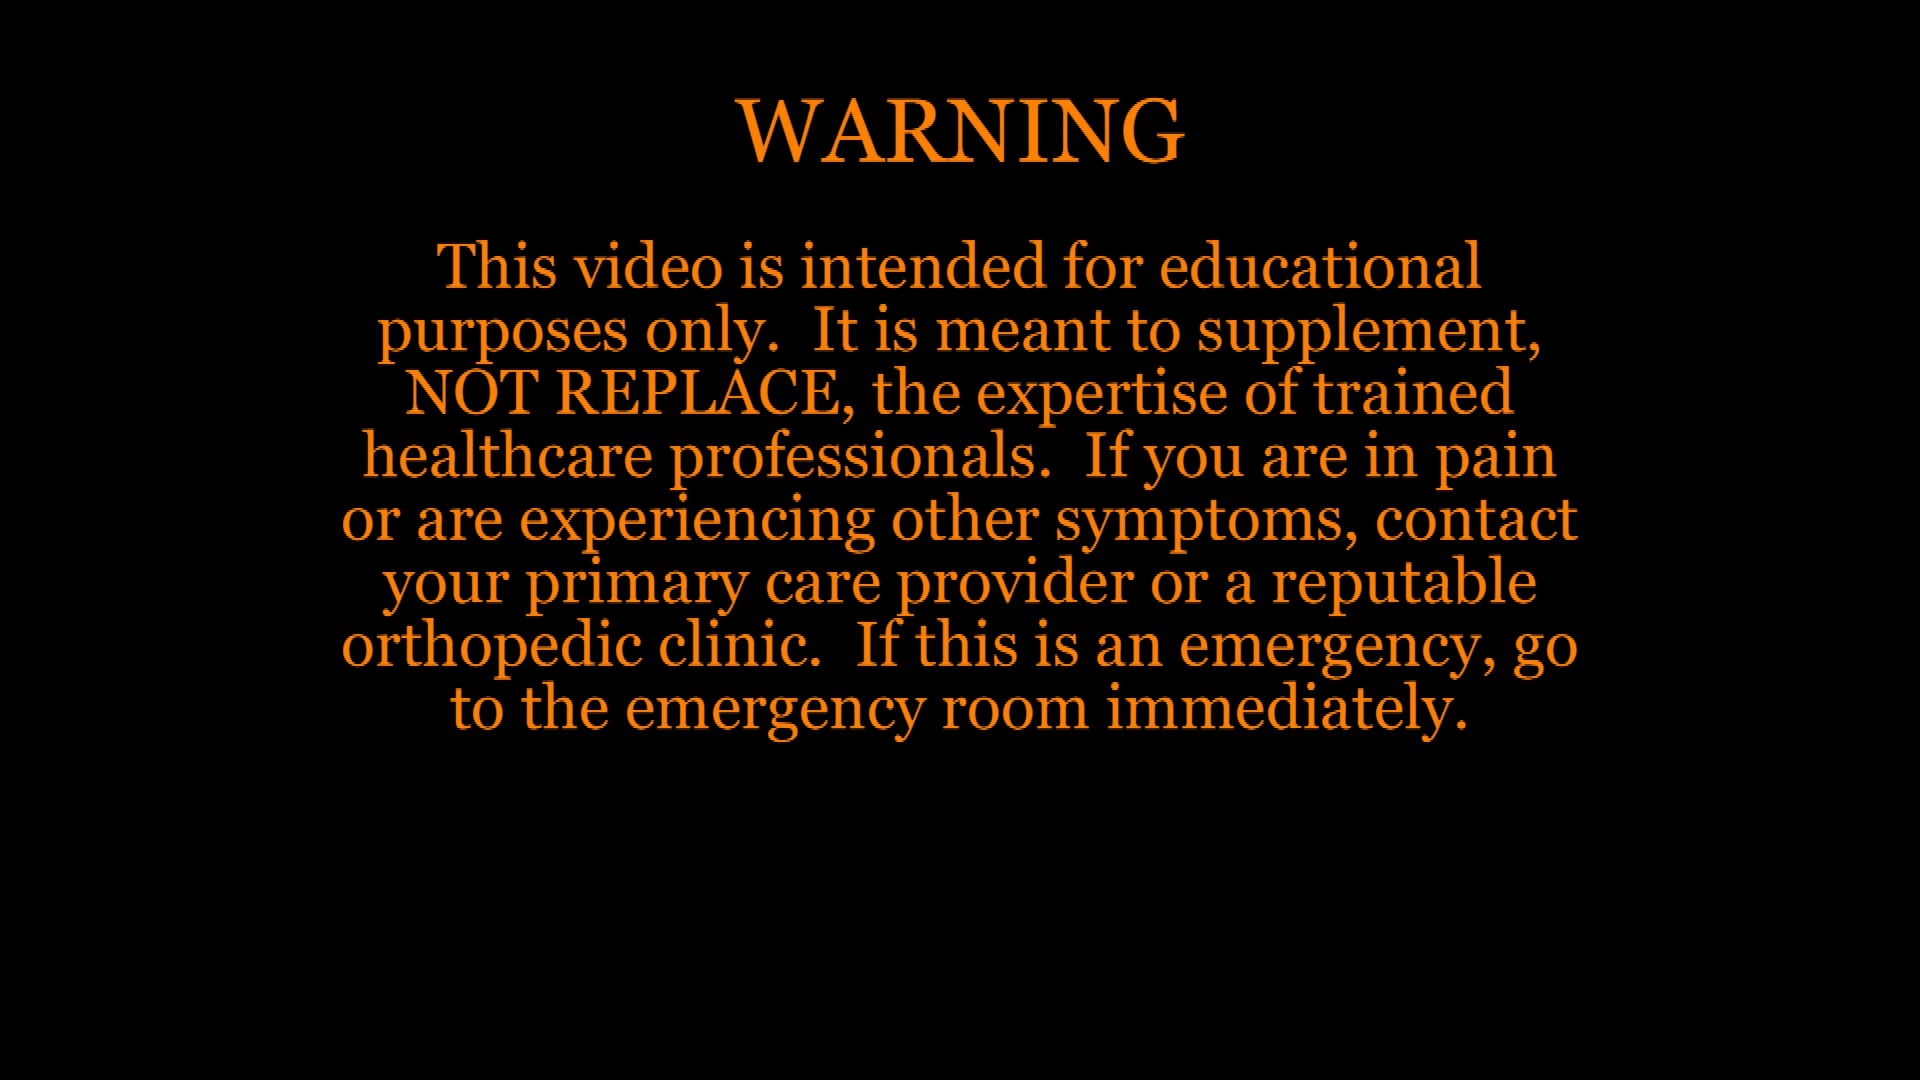 WARNING
This video is intended for educational
purposes only.  It is meant to supplement,
NOT REPLACE, the expertise of trained
healthcare professionals.  If you are in pain
or are experiencing other symptoms, contact
your primary care provider or a reputable
orthopedic clinic.  If this is an emergency, go
to the emergency room immediately.